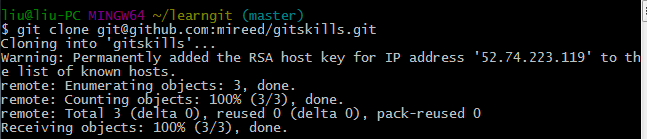 liu@liu-PC MINGW64 ~/learngit (master)
$ git clone git@github.com:mireed/gitskills.git
Cloning into 'gitskills'...
Warning: Permanently added the RSA host key for IP address '52.74.223.119' to th
e list of known hosts.
remote: Enumerating objects: 3, done.
remote: Counting objects: 100% (3/3), done.
remote: Total 3 (delta 0), reused 0 (delta 0), pack-reused 0
Receiving objects: 100% (3/3), done.